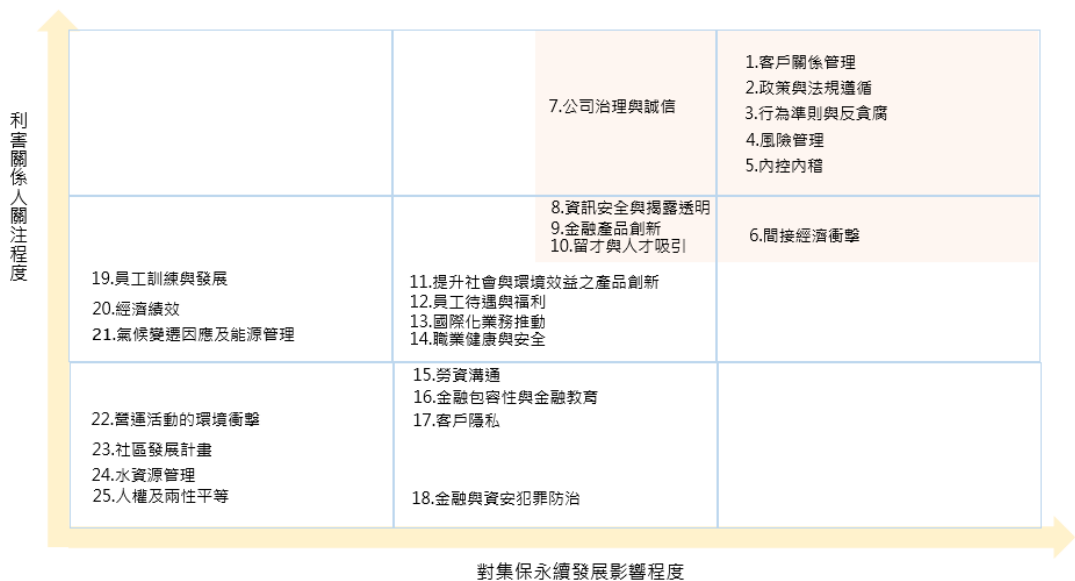 利害關係人關注程度
7.公司治理與誠信
1.客戶關係管理
2.政策與法規遵循
3.行為準則與反貪腐
4.風險管理
5.內控內稽
19.員工訓練與發展
20.經濟績效
21.氣候變遷因應及能源管理
8.資訊安全與揭露透明
9.金融產品創新
10.留才與人才吸引
11.提升社會與環境效益之產品創新
12.員工待遇與福利
13.國際化業務推動
14.職業健康與安全
6.間接經濟衝擊
22.營運活動的環境衝擊
23.社區發展計畫
24.水資源管理
25.人權及兩性平等
15.勞資溝通
16.金融包容性與金融教育
17.客戶隱私
18.金融與資安犯罪防治
對集保永續發展影響程度